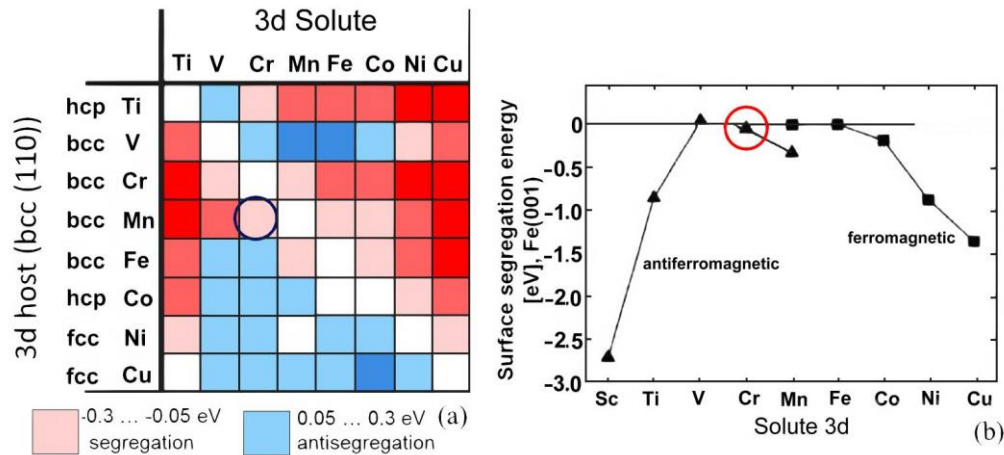 3d Solute
Ti V Cr Mn Fe Co Ni Cu
3d host (bcc (110))
hcp Ti
bcc V
bcc Cr
bcc Mn
bcc Fe
hcp Co
fcc Ni
fcc Cu
-0.3 ... -0.05 eV
segregation
0.05 ... 0.3 eV
antisegregation
(a)
Surface segregation energy
[eV], Fe(001)
0
-0.5
-1.0
-1.5
-2.0
-2.5
-3.0
antiferromagnetic
ferromagnetic
Sc Ti V Cr Mn Fe Co Ni Cu
Solute 3d
(b)